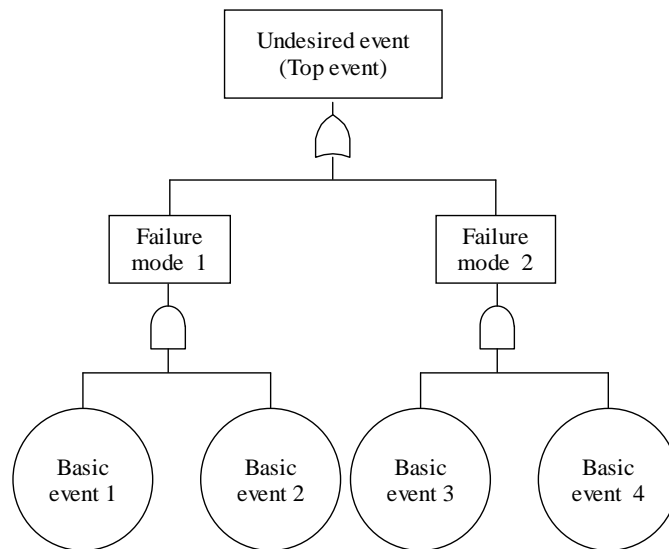 Undesired event
(Top event)
Failure
mode 1
Failure
mode 2
Basic
event 1
Basic
event 2
Basic
event 3
Basic
event 4